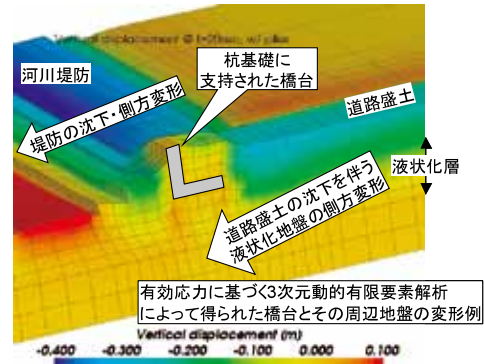 Vertical displacement @ t=20sec, w/ piles
河川堤防
杭基礎に
支持された橋台
堤防の沈下・側方変形
道路盛土
液状化層
道路盛土の沈下を伴う
液状化地盤の側方変形
有効応力に基づく3次元動的有限要素解析
によって得られた橋台とその周辺地盤の変形例
Vertical displacement (m)
-0.400 -0.300 -0.200 -0.100 0.000 0.100